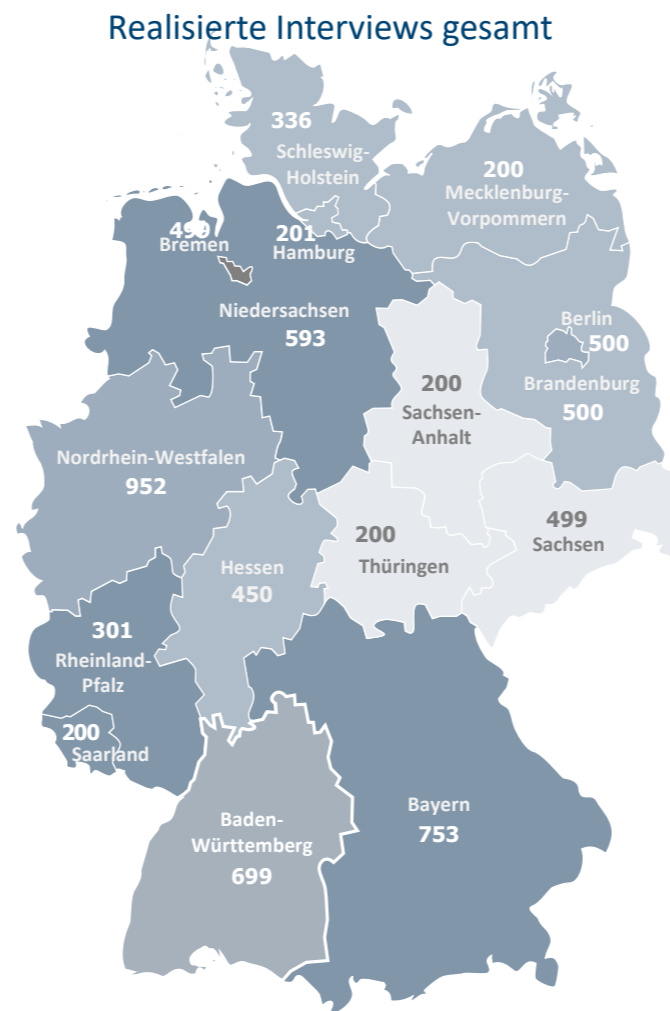 Realisierte Interviews gesamt
336
Schleswig-
Holstein
200
Mecklenburg-
Vorpommern
499
Bremen
201
Hamburg
Niedersachsen
593
Berlin
500
Brandenburg
500
200
Sachsen-
Anhalt
Nordrhein-Westfalen
952
499
Sachsen
200
Thüringen
Hessen
450
301
Rheinland-
Pfalz
200
Saarland
Bayern
753
Baden-
Württemberg
699